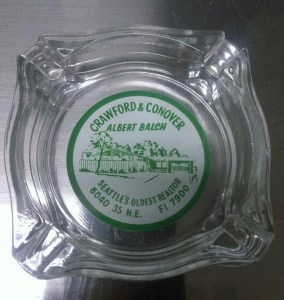 CRAWFORD & CONOVER
ALBERT BALCH
SEATTLE'S OLDEST REALTOR
8040 35 N.E. FI 7900